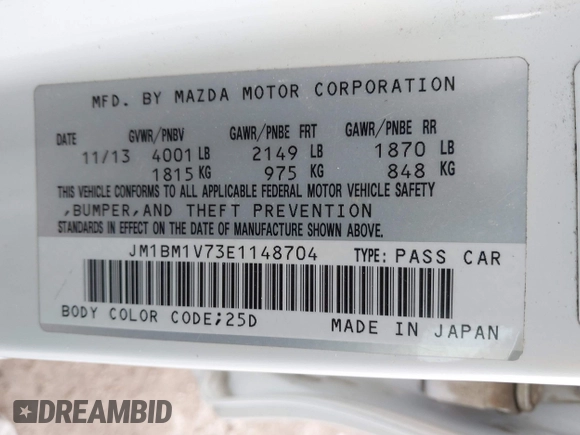 MFD. BY MAZDA MOTOR CORPORATION
DATE GVWR/PNBV GAWR/PNBE FRT GAWR/PNBE RR
11/13 4001 LB 2149 LB 1870 LB
1815 KG 975 KG 848 KG
THIS VEHICLE CONFORMS TO ALL APPLICABLE FEDERAL MOTOR VEHICLE SAFETY
,BUMPER,AND THEFT PREVENTION
STANDARDS IN EFFECT ON THE DATE OF MANUFACTURE SHOWN ABOVE.
JM1BM1V73E1148704 TYPE: PASS CAR
BODY COLOR CODE;25D MADE IN JAPAN
DREAMBID